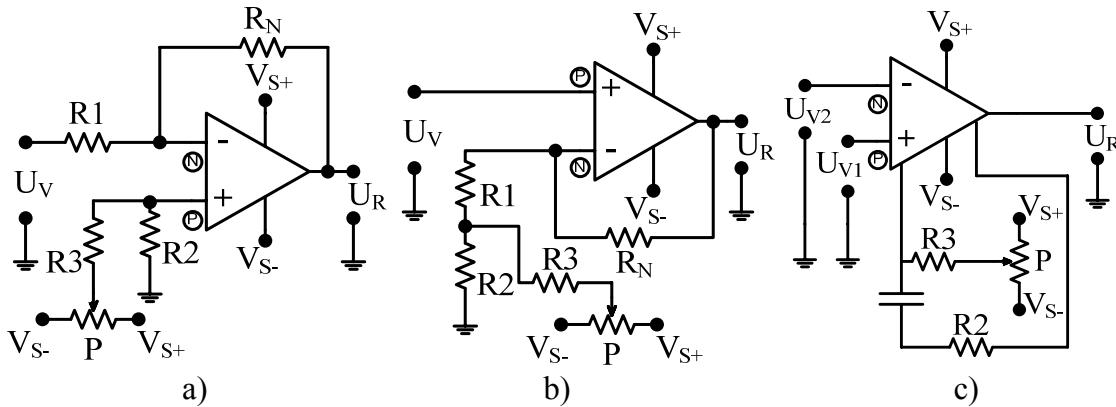 R_N
V_S+
R1
-
N
U_V
+
P
U_R
R3
R2
V_S-
V_S-
P
V_S+
a)
V_S+
P
+
U_V
-
N
U_R
R1
V_S-
R_N
R2
R3
V_S-
P
V_S+
b)
V_S+
-
N
U_V2
+
U_V1
P
U_R
V_S-
V_S+
R3
P
V_S-
R2
c)